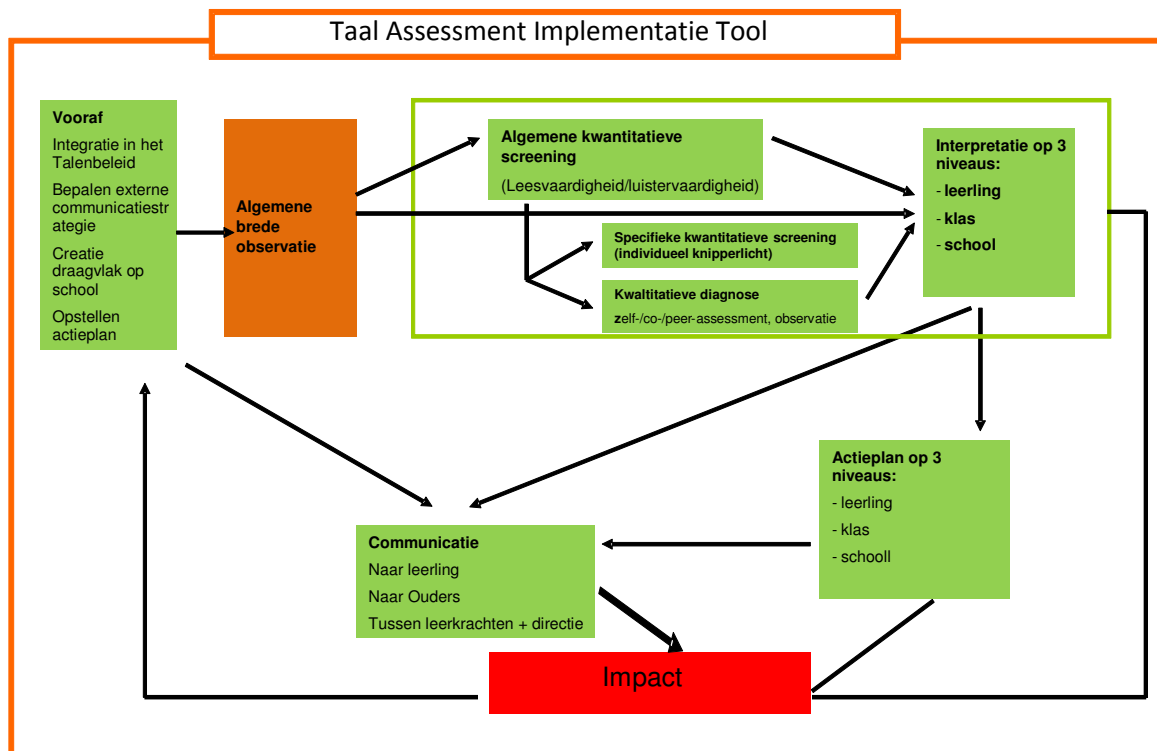 Taal Assessment Implementatie Tool
Vooraf
Integratie in het
Talenbeleid
Bepalen externe
communicatiestr
ategie
Creatie
draagvlak op
school
Opstellen
actieplan
Algemene
brede
observatie
Algemene kwantitatieve
screening
(Leesvaardigheid/luistervaardigheid)
Specifieke kwantitatieve screening
(individueel knipperlicht)
Kwaltitatieve diagnose
zelf-/co-/peer-assessment, observatie
Interpretatie op 3
niveaus:
- leerling
- klas
- school
Actieplan op 3
niveaus:
- leerling
- klas
- schooll
Communicatie
Naar leerling
Naar Ouders
Tussen leerkrachten + directie
Impact